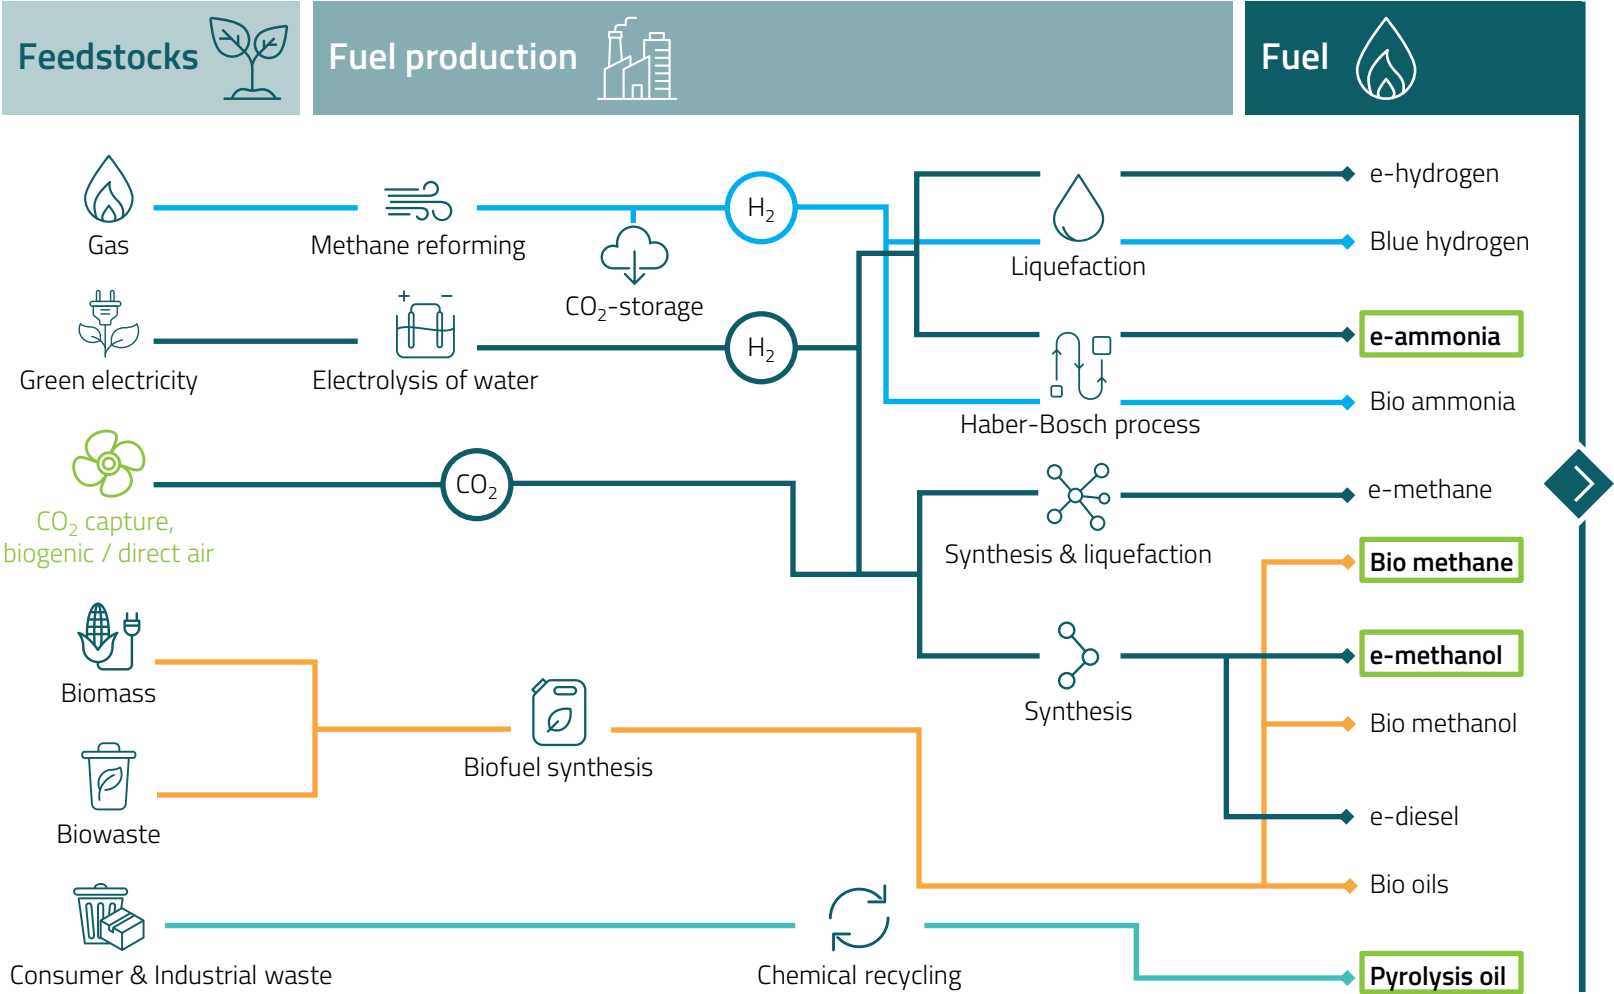 Feedstocks
Fuel production
Fuel
Gas
Methane reforming
CO₂-storage
H₂
Liquefaction
e-hydrogen
Blue hydrogen
Green electricity
+ −
Electrolysis of water
H₂
Haber-Bosch process
e-ammonia
Bio ammonia
CO₂ capture,
biogenic / direct air
CO₂
Synthesis & liquefaction
e-methane
Bio methane
Synthesis
e-methanol
Biomass
Biowaste
Biofuel synthesis
Bio methanol
e-diesel
Bio oils
Consumer & Industrial waste
Chemical recycling
Pyrolysis oil